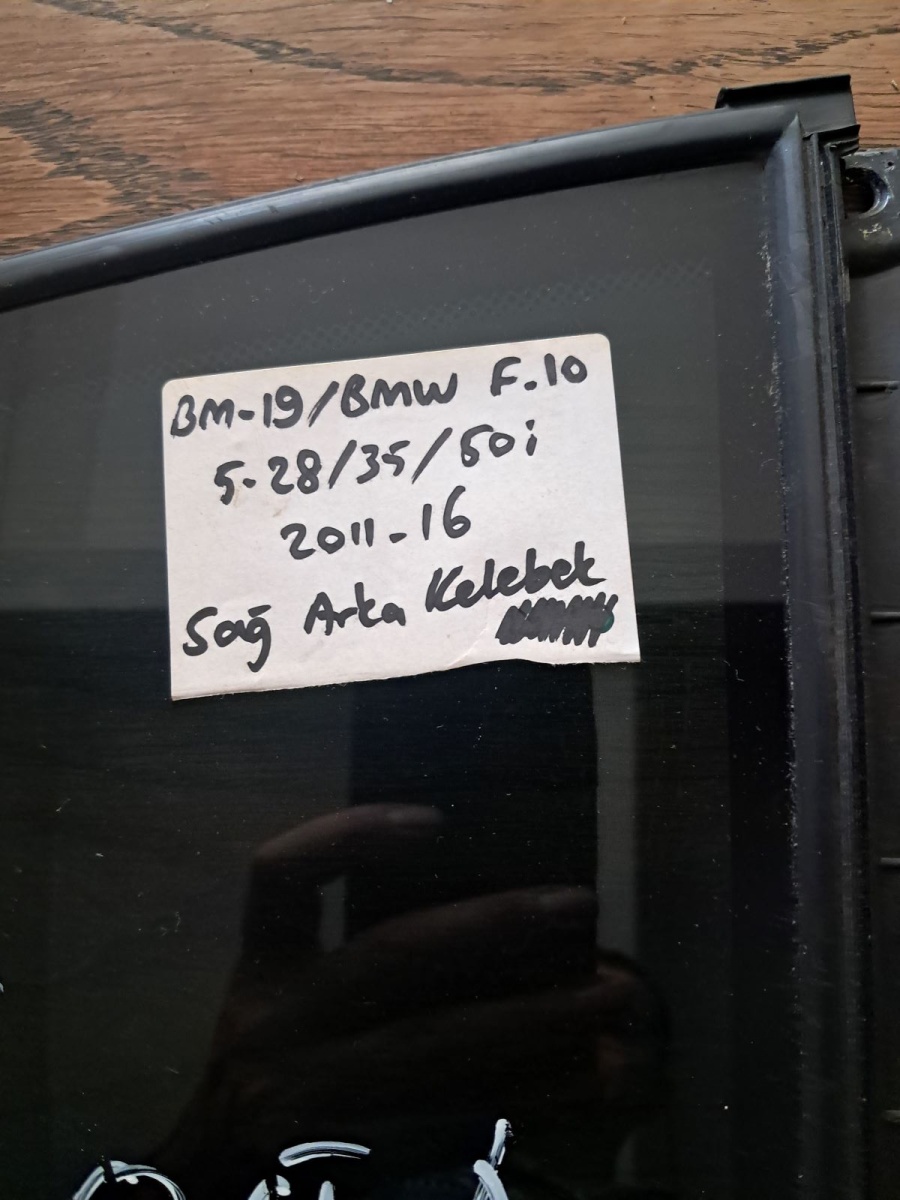 BM-19/BMW F.10
5-28/35/50i
2011-16
Sağ Arka Kelebek